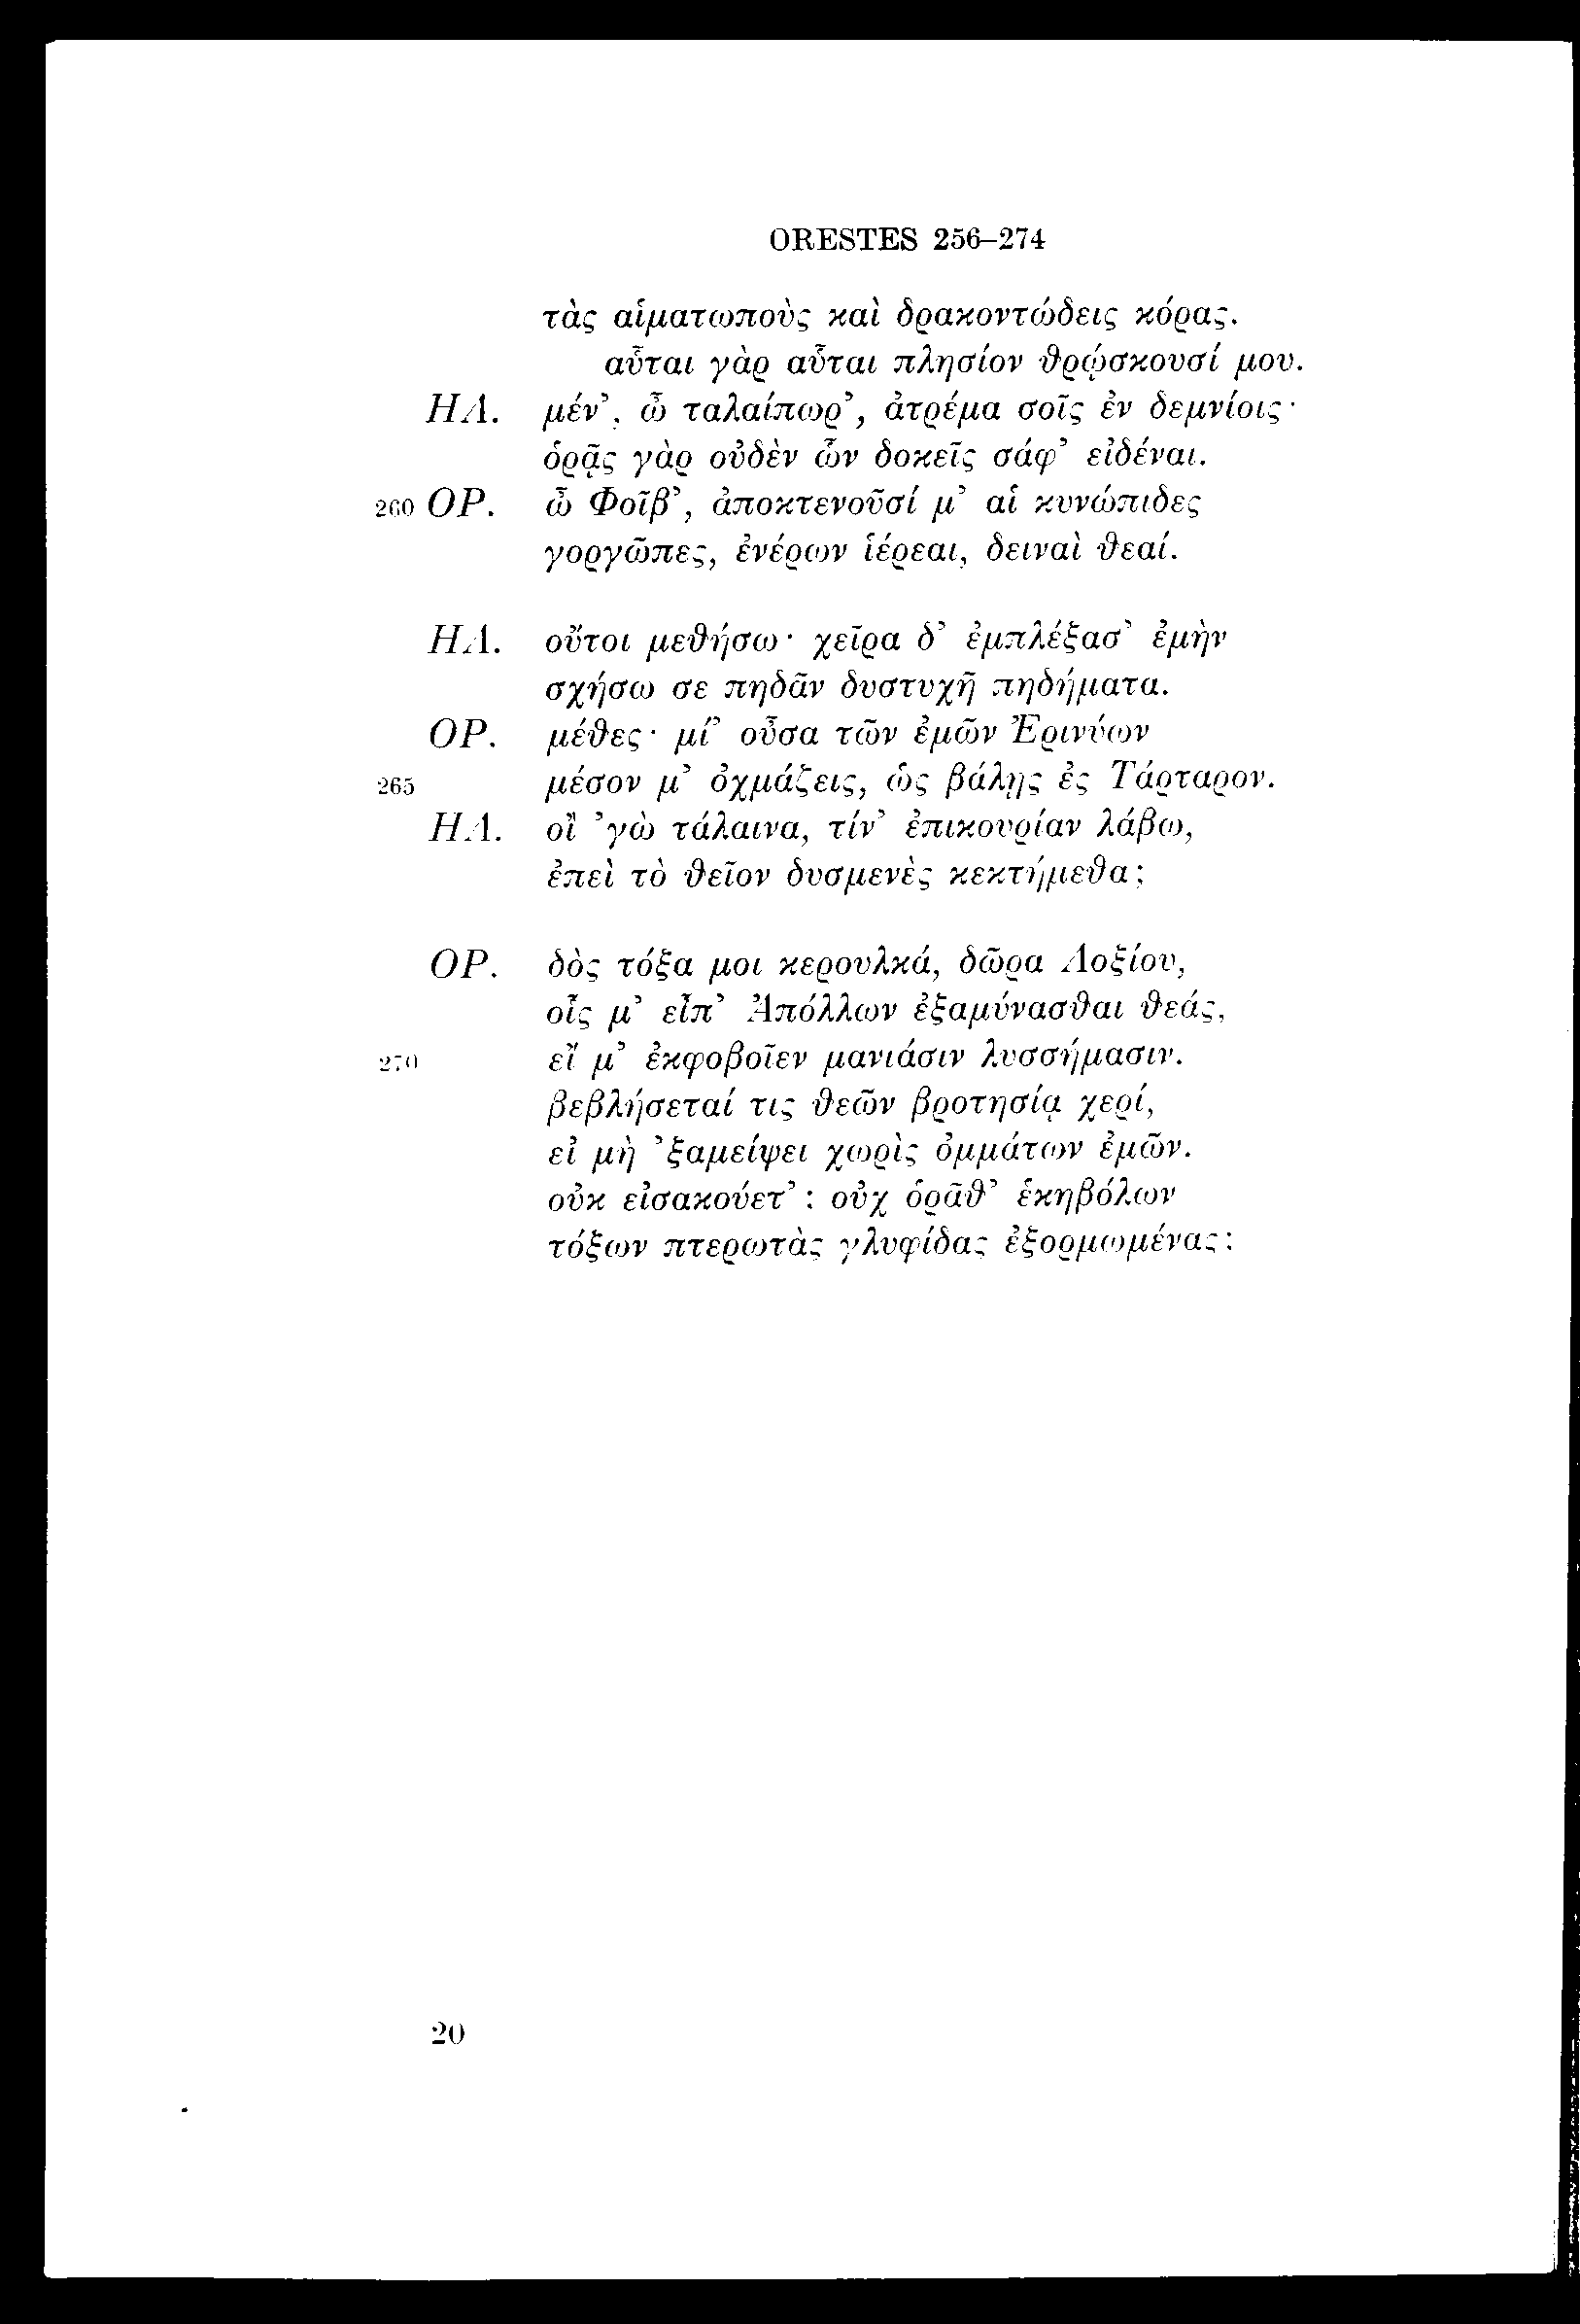 ORESTES 256–274
τὰς αἱματωποὺς καὶ δρακοντώδεις κόρας.
αὗται γὰρ αὗται πλησίον θρῴσκουσί μου.
ΗΛ. μέν’, ὦ ταλαίπωρ’, ἀτρέμα σοῖς ἐν δεμνίοις·
ὁρᾷς γὰρ οὐδὲν ὧν δοκεῖς σάφ’ εἰδέναι.
260 ΟΡ. ὦ Φοῖβ’, ἀποκτενοῦσί μ’ αἱ κυνώπιδες
γοργῶπες, ἐνέρων ἱέρεαι, δειναὶ θεαί.
ΗΛ. οὔτοι μεθήσω· χεῖρα δ’ ἐμπλέξασ’ ἐμὴν
σχήσω σε πηδᾶν δυστυχῆ πηδήματα.
ΟΡ. μέθες· μί’ οὖσα τῶν ἐμῶν Ἐρινύων
265 μέσον μ’ ὀχμάζεις, ὡς βάλῃς ἐς Τάρταρον.
ΗΛ. οἲ ’γὼ τάλαινα, τίν’ ἐπικουρίαν λάβω,
ἐπεὶ τὸ θεῖον δυσμενὲς κεκτήμεθα;
ΟΡ. δὸς τόξα μοι κερουλκά, δῶρα Λοξίου,
οἷς μ’ εἶπ’ Ἀπόλλων ἐξαμύνασθαι θεάς,
270 εἴ μ’ ἐκφοβοῖεν μανιάσιν λυσσήμασιν.
βεβλήσεταί τις θεῶν βροτησίᾳ χερί,
εἰ μὴ ’ξαμείψει χωρὶς ὀμμάτων ἐμῶν.
οὐκ εἰσακούετ’; οὐχ ὁρᾶθ’ ἑκηβόλων
τόξων πτερωτὰς γλυφίδας ἐξορμωμένας;
20